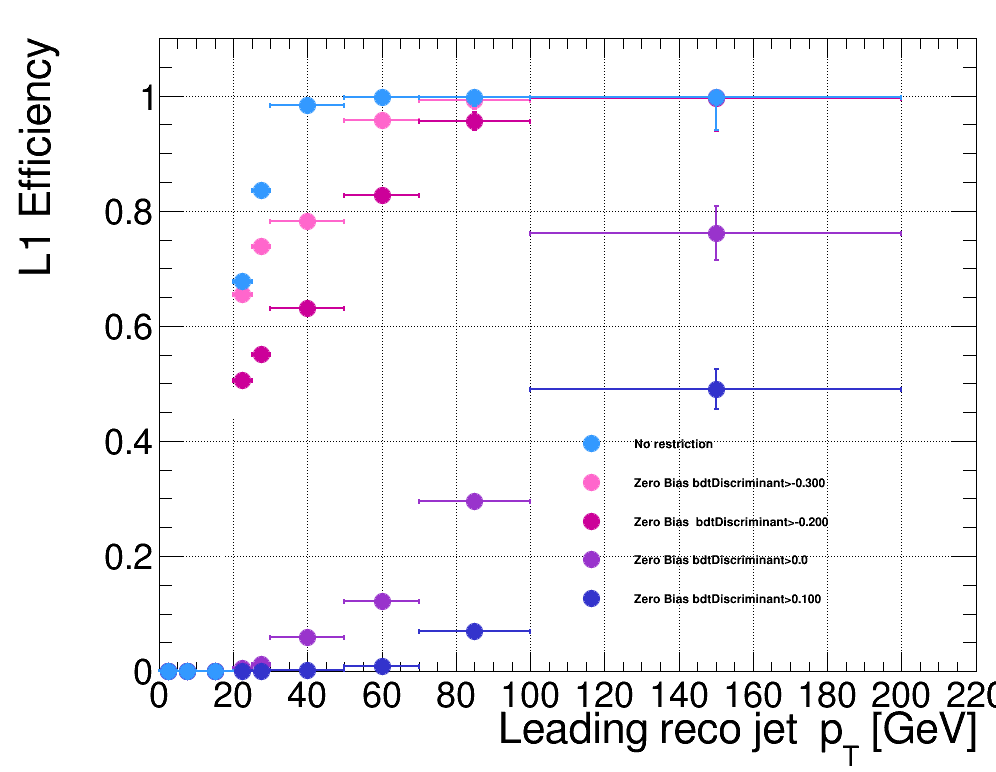 L1 Efficiency
1
0.8
0.6
0.4
0.2
0
No restriction
Zero Bias bdtDiscriminant>-0.300
Zero Bias  bdtDiscriminant>-0.200
Zero Bias bdtDiscriminant>0.0
Zero Bias bdtDiscriminant>0.100
0 20 40 60 80 100 120 140 160 180 200 220
Leading reco jet  p_T [GeV]